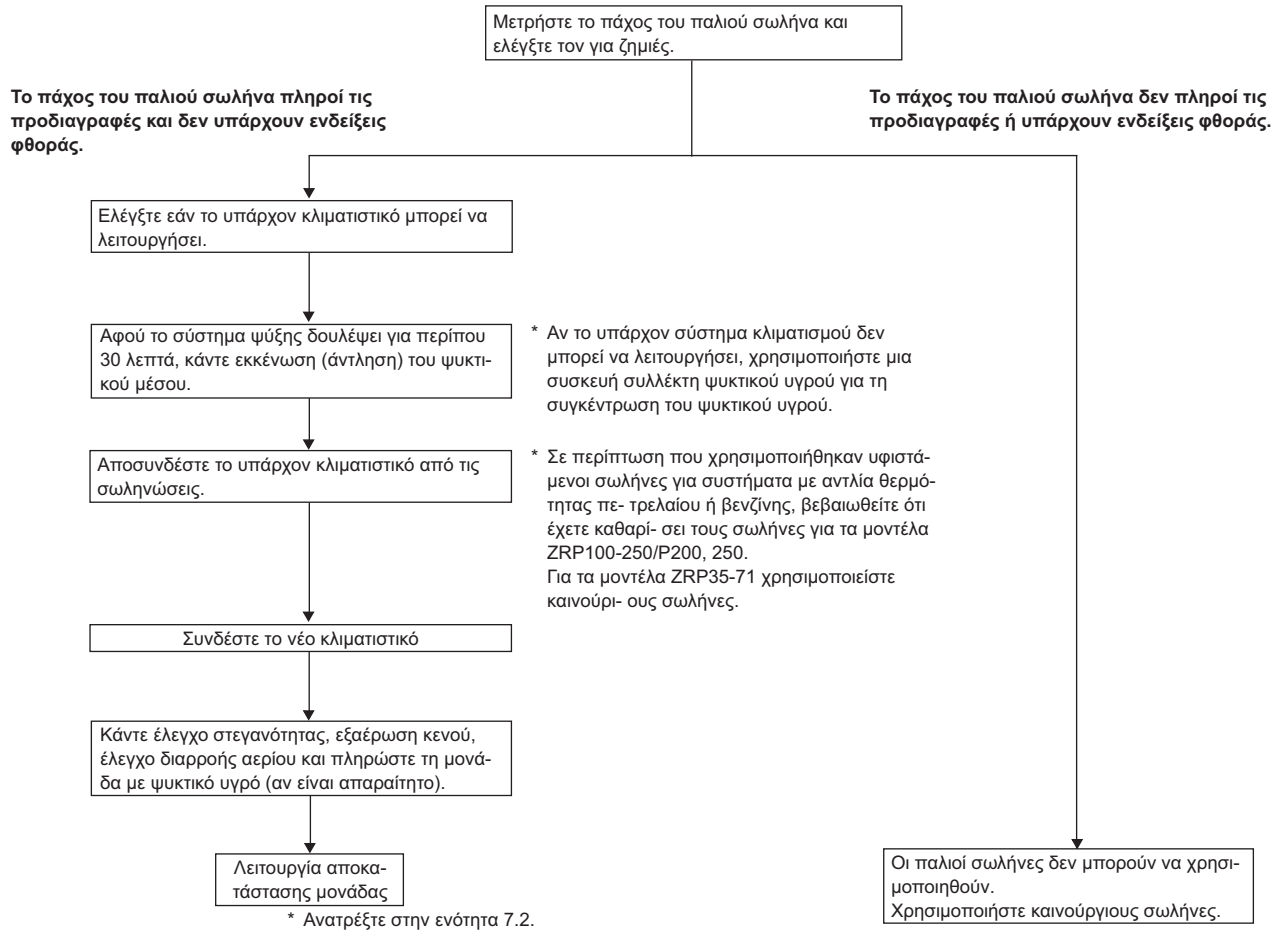 Μετρήστε το πάχος του παλιού σωλήνα και
ελέγξτε τον για ζημιές.
Το πάχος του παλιού σωλήνα πληροί τις
προδιαγραφές και δεν υπάρχουν ενδείξεις
φθοράς.
Το πάχος του παλιού σωλήνα δεν πληροί τις
προδιαγραφές ή υπάρχουν ενδείξεις φθοράς.
Ελέγξτε εάν το υπάρχον κλιματιστικό μπορεί να
λειτουργήσει.
Αφού το σύστημα ψύξης δουλέψει για περίπου
30 λεπτά, κάντε εκκένωση (άντληση) του ψυκτι-
κού μέσου.
* Αν το υπάρχον σύστημα κλιματισμού δεν
μπορεί να λειτουργήσει, χρησιμοποιήστε μια
συσκευή συλλέκτη ψυκτικού υγρού για τη
συγκέντρωση του ψυκτικού υγρού.
Αποσυνδέστε το υπάρχον κλιματιστικό από τις
σωληνώσεις.
* Σε περίπτωση που χρησιμοποιήθηκαν υφιστά-
μενοι σωλήνες για συστήματα με αντλία θερμό-
τητας πε- τρελαίου ή βενζίνης, βεβαιωθείτε ότι
έχετε καθαρί- σει τους σωλήνες για τα μοντέλα
ZRP100-250/P200, 250.
Για τα μοντέλα ZRP35-71 χρησιμοποιείστε
καινούρι- ους σωλήνες.
Συνδέστε το νέο κλιματιστικό
Κάντε έλεγχο στεγανότητας, εξαέρωση κενού,
έλεγχο διαρροής αερίου και πληρώστε τη μονά-
δα με ψυκτικό υγρό (αν είναι απαραίτητο).
Λειτουργία αποκα-
τάστασης μονάδας
* Ανατρέξτε στην ενότητα 7.2.
Οι παλιοί σωλήνες δεν μπορούν να χρησι-
μοποιηθούν.
Χρησιμοποιήστε καινούργιους σωλήνες.